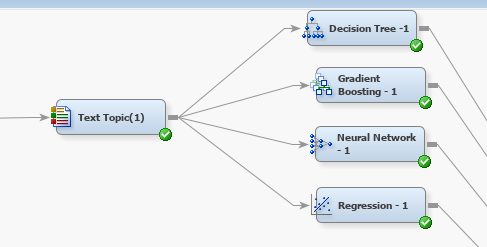 Decision Tree -1
Gradient
Boosting - 1
Text Topic(1)
Neural Network
- 1
Regression - 1